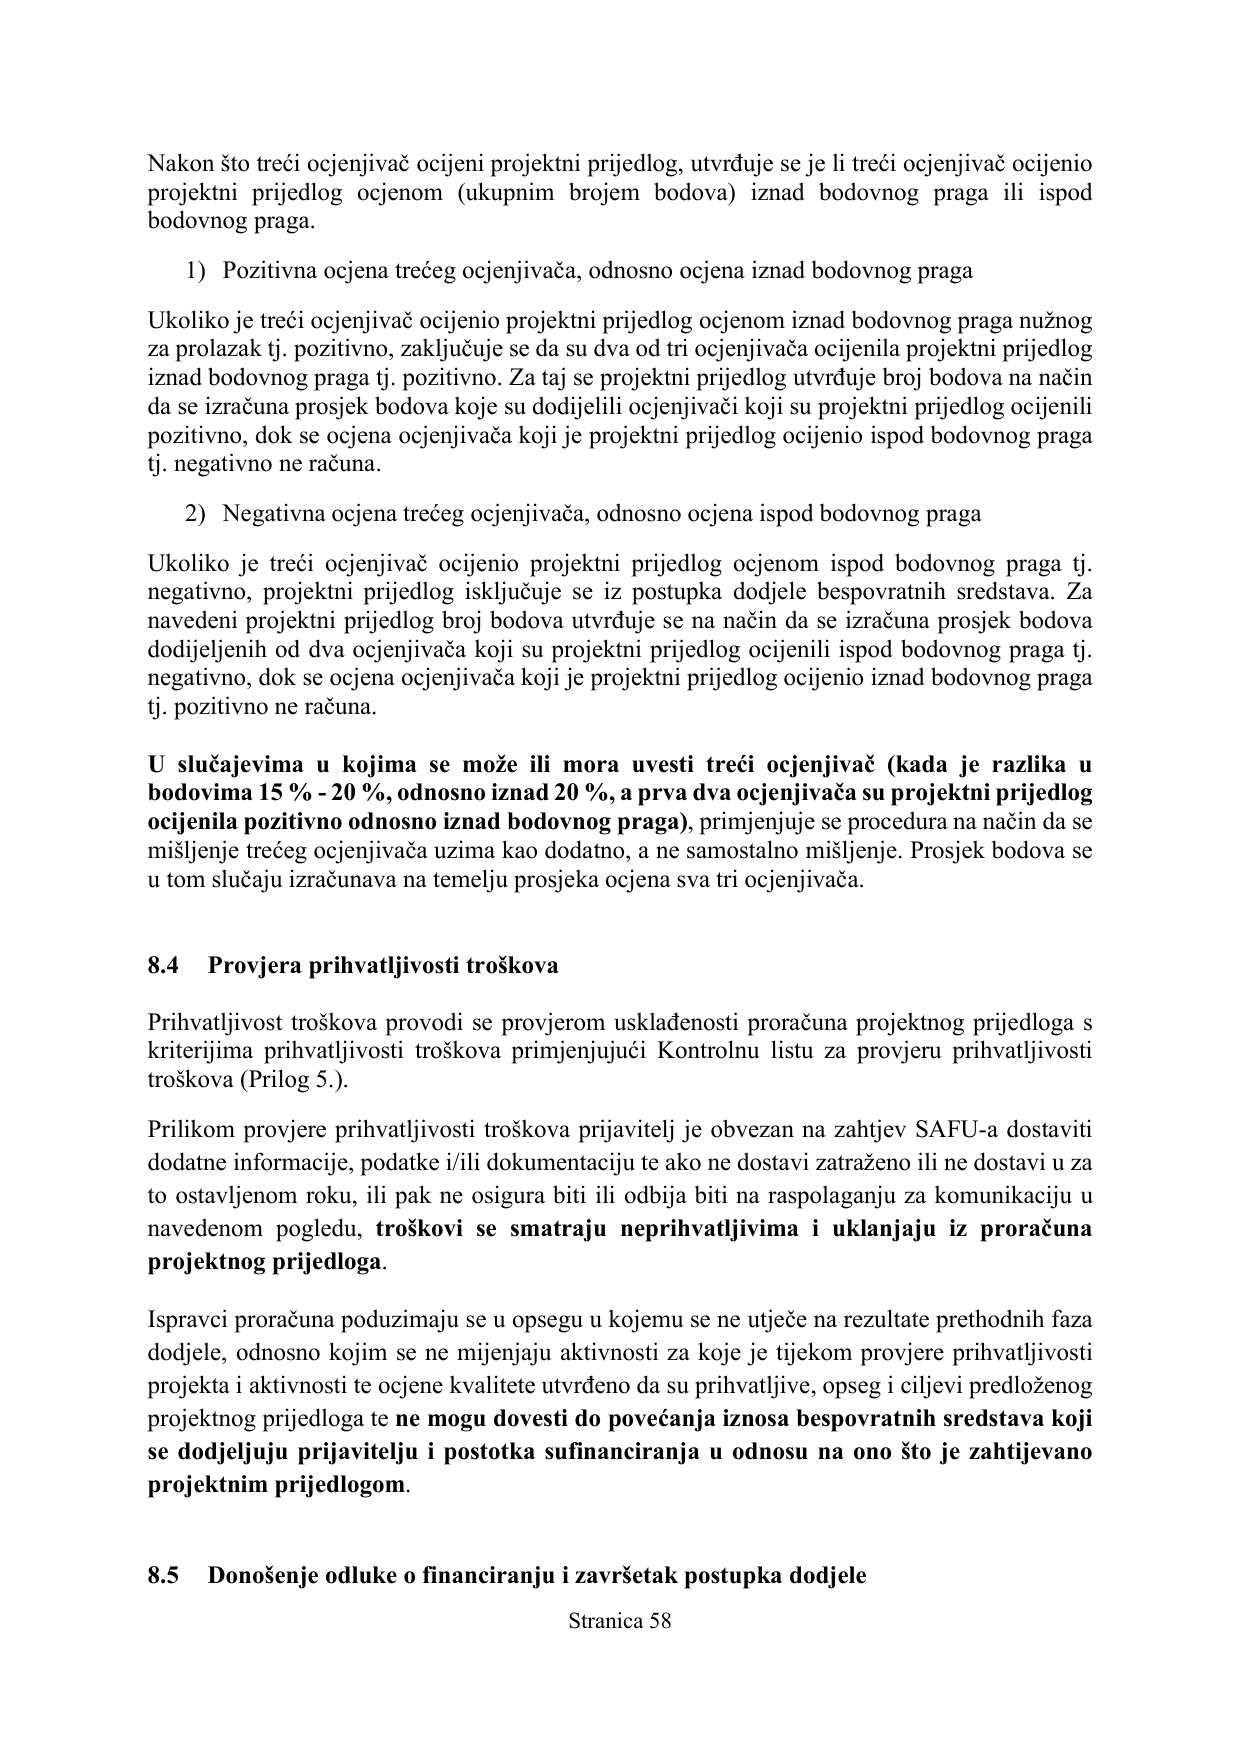 Nakon što treći ocjenjivač ocijeni projektni prijedlog, utvrđuje se je li treći ocjenjivač ocijenio
projektni prijedlog ocjenom (ukupnim brojem bodova) iznad bodovnog praga ili ispod
bodovnog praga.
1) Pozitivna ocjena trećeg ocjenjivača, odnosno ocjena iznad bodovnog praga
Ukoliko je treći ocjenjivač ocijenio projektni prijedlog ocjenom iznad bodovnog praga nužnog
za prolazak tj. pozitivno, zaključuje se da su dva od tri ocjenjivača ocijenila projektni prijedlog
iznad bodovnog praga tj. pozitivno. Za taj se projektni prijedlog utvrđuje broj bodova na način
da se izračuna prosjek bodova koje su dodijelili ocjenjivači koji su projektni prijedlog ocijenili
pozitivno, dok se ocjena ocjenjivača koji je projektni prijedlog ocijenio ispod bodovnog praga
tj. negativno ne računa.
2) Negativna ocjena trećeg ocjenjivača, odnosno ocjena ispod bodovnog praga
Ukoliko je treći ocjenjivač ocijenio projektni prijedlog ocjenom ispod bodovnog praga tj.
negativno, projektni prijedlog isključuje se iz postupka dodjele bespovratnih sredstava. Za
navedeni projektni prijedlog broj bodova utvrđuje se na način da se izračuna prosjek bodova
dodijeljenih od dva ocjenjivača koji su projektni prijedlog ocijenili ispod bodovnog praga tj.
negativno, dok se ocjena ocjenjivača koji je projektni prijedlog ocijenio iznad bodovnog praga
tj. pozitivno ne računa.
U slučajevima u kojima se može ili mora uvesti treći ocjenjivač (kada je razlika u
bodovima 15 % - 20 %, odnosno iznad 20 %, a prva dva ocjenjivača su projektni prijedlog
ocijenila pozitivno odnosno iznad bodovnog praga), primjenjuje se procedura na način da se
mišljenje trećeg ocjenjivača uzima kao dodatno, a ne samostalno mišljenje. Prosjek bodova se
u tom slučaju izračunava na temelju prosjeka ocjena sva tri ocjenjivača.
8.4 Provjera prihvatljivosti troškova
Prihvatljivost troškova provodi se provjerom usklađenosti proračuna projektnog prijedloga s
kriterijima prihvatljivosti troškova primjenjujući Kontrolnu listu za provjeru prihvatljivosti
troškova (Prilog 5.).
Prilikom provjere prihvatljivosti troškova prijavitelj je obvezan na zahtjev SAFU-a dostaviti
dodatne informacije, podatke i/ili dokumentaciju te ako ne dostavi zatraženo ili ne dostavi u za
to ostavljenom roku, ili pak ne osigura biti ili odbija biti na raspolaganju za komunikaciju u
navedenom pogledu, troškovi se smatraju neprihvatljivima i uklanjaju iz proračuna
projektnog prijedloga.
Ispravci proračuna poduzimaju se u opsegu u kojemu se ne utječe na rezultate prethodnih faza
dodjele, odnosno kojim se ne mijenjaju aktivnosti za koje je tijekom provjere prihvatljivosti
projekta i aktivnosti te ocjene kvalitete utvrđeno da su prihvatljive, opseg i ciljevi predloženog
projektnog prijedloga te ne mogu dovesti do povećanja iznosa bespovratnih sredstava koji
se dodjeljuju prijavitelju i postotka sufinanciranja u odnosu na ono što je zahtijevano
projektnim prijedlogom.
8.5 Donošenje odluke o financiranju i završetak postupka dodjele
Stranica 58